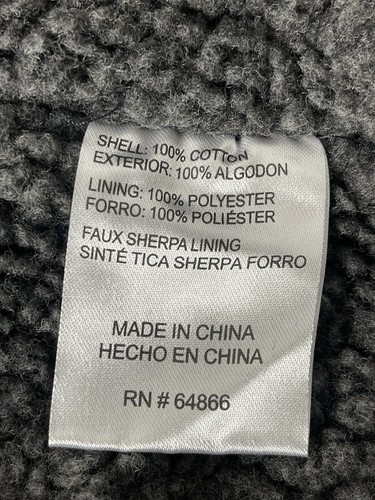 SHELL: 100% COTTON
EXTERIOR: 100% ALGODON
LINING: 100% POLYESTER
FORRO: 100% POLIÉSTER
FAUX SHERPA LINING
SINTÉ TICA SHERPA FORRO
MADE IN CHINA
HECHO EN CHINA
RN # 64866